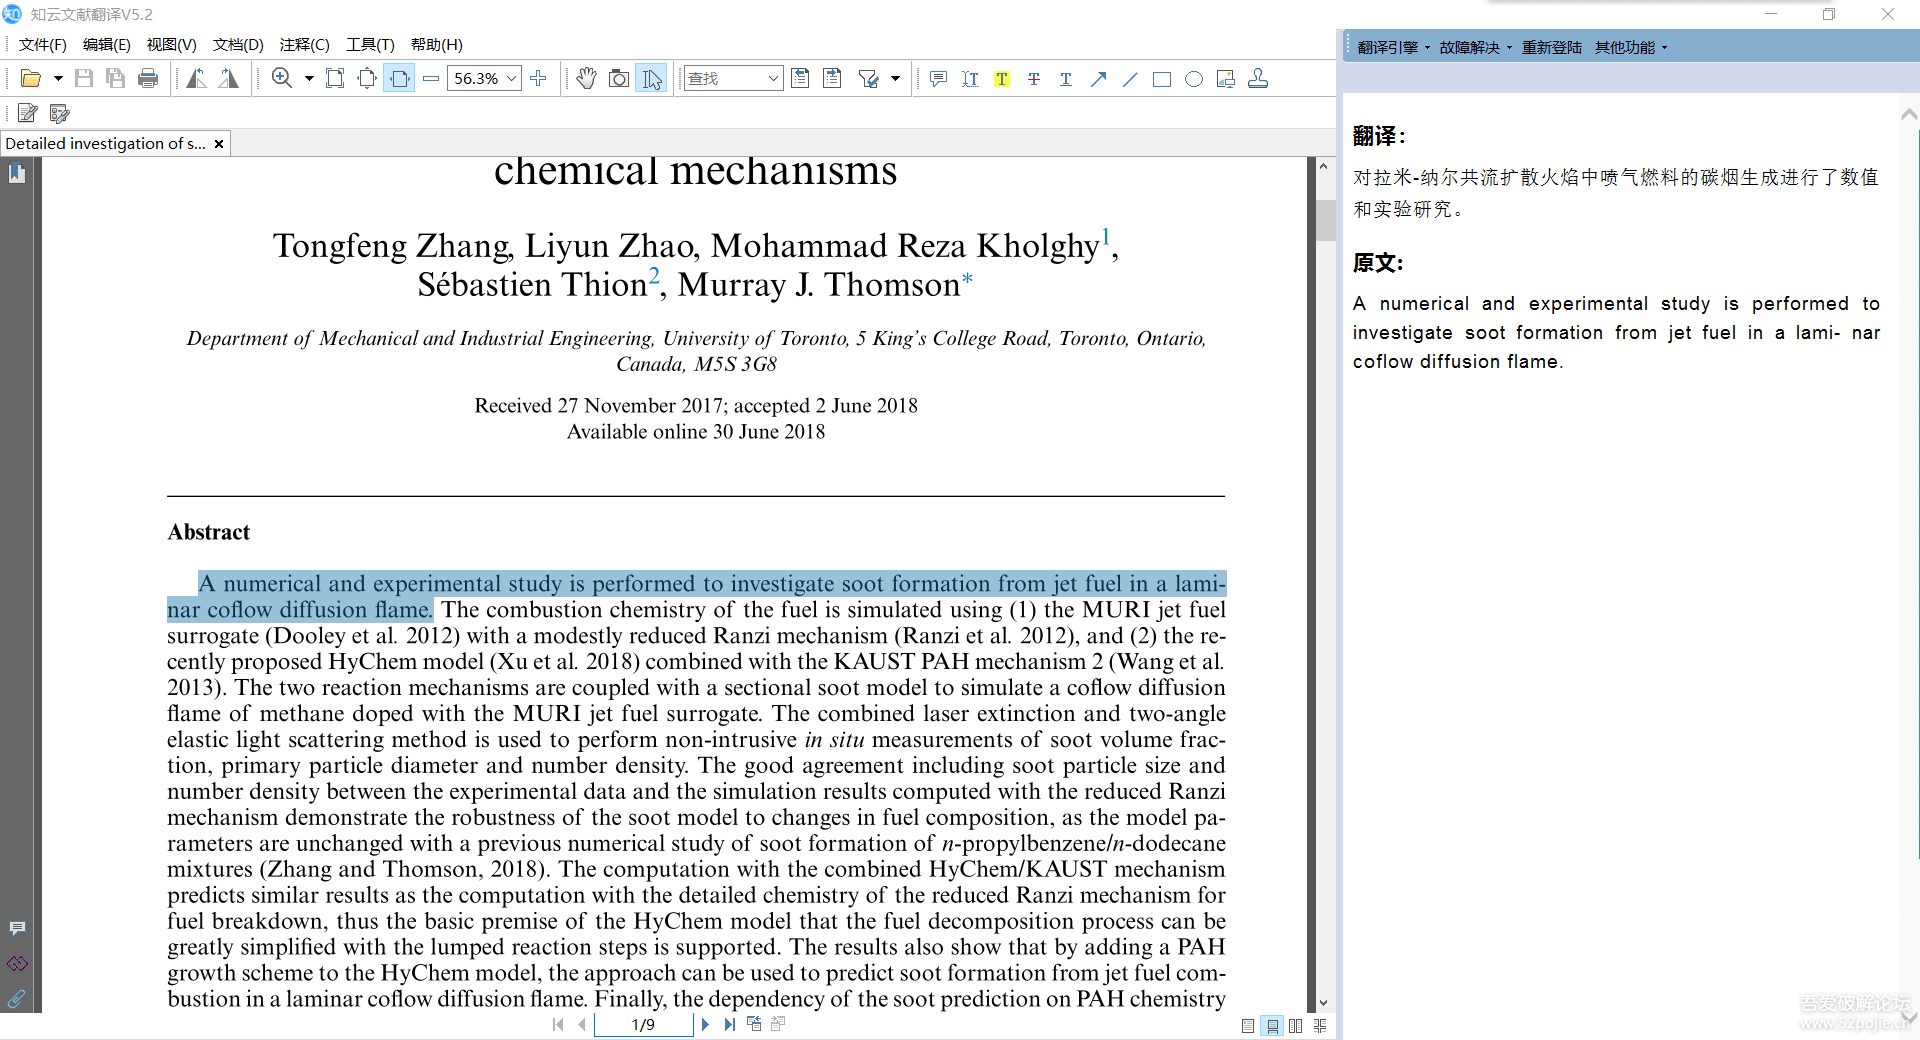 知云文献翻译V5.2
文件(F) 编辑(E) 视图(V) 文档(D) 注释(C) 工具(T) 帮助(H)
翻译引擎 故障解决 重新登陆 其他功能
56.3% 查找
Detailed investigation of s...
chemical mechanisms
Tongfeng Zhang, Liyun Zhao, Mohammad Reza Kholghy1,
Sébastien Thion2, Murray J. Thomson*
Department of Mechanical and Industrial Engineering, University of Toronto, 5 King's College Road, Toronto, Ontario,
Canada, M5S 3G8
Received 27 November 2017; accepted 2 June 2018
Available online 30 June 2018
Abstract
A numerical and experimental study is performed to investigate soot formation from jet fuel in a lami-
nar coflow diffusion flame. The combustion chemistry of the fuel is simulated using (1) the MURI jet fuel
surrogate (Dooley et al. 2012) with a modestly reduced Ranzi mechanism (Ranzi et al. 2012), and (2) the re-
cently proposed HyChem model (Xu et al. 2018) combined with the KAUST PAH mechanism 2 (Wang et al.
2013). The two reaction mechanisms are coupled with a sectional soot model to simulate a coflow diffusion
flame of methane doped with the MURI jet fuel surrogate. The combined laser extinction and two-angle
elastic light scattering method is used to perform non-intrusive in situ measurements of soot volume frac-
tion, primary particle diameter and number density. The good agreement including soot particle size and
number density between the experimental data and the simulation results computed with the reduced Ranzi
mechanism demonstrate the robustness of the soot model to changes in fuel composition, as the model pa-
rameters are unchanged with a previous numerical study of soot formation of n-propylbenzene/n-dodecane
mixtures (Zhang and Thomson, 2018). The computation with the combined HyChem/KAUST mechanism
predicts similar results as the computation with the detailed chemistry of the reduced Ranzi mechanism for
fuel breakdown, thus the basic premise of the HyChem model that the fuel decomposition process can be
greatly simplified with the lumped reaction steps is supported. The results also show that by adding a PAH
growth scheme to the HyChem model, the approach can be used to predict soot formation from jet fuel com-
bustion in a laminar coflow diffusion flame. Finally, the dependency of the soot prediction on PAH chemistry
1/9
翻译：
对拉米-纳尔共流扩散火焰中喷气燃料的碳烟生成进行了数值
和实验研究。
原文:
A numerical and experimental study is performed to
investigate soot formation from jet fuel in a lami- nar
coflow diffusion flame.
吾爱破解论坛
www.52pojie.cn